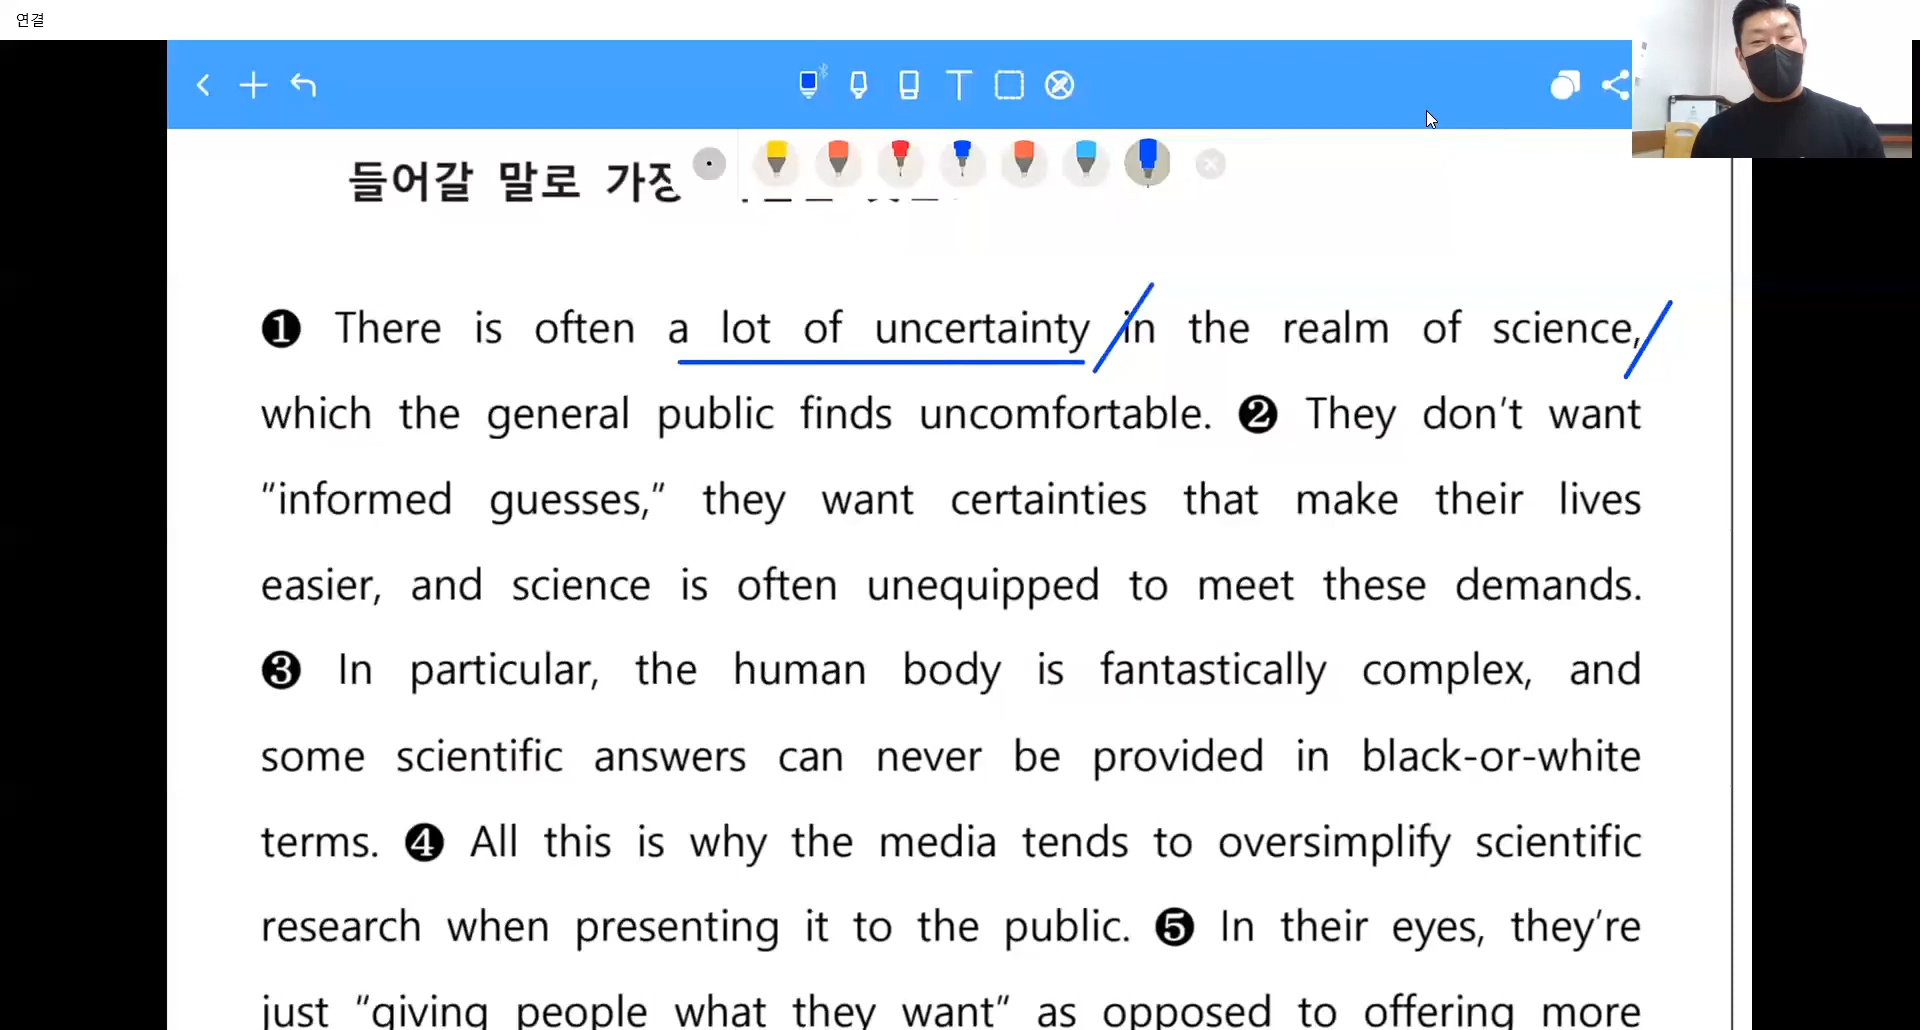 연결
들어갈 말로
❶ There is often a lot of uncertainty in the realm of science,
which the general public finds uncomfortable. ❷ They don't want
"informed guesses," they want certainties that make their lives
easier, and science is often unequipped to meet these demands.
❸ In particular, the human body is fantastically complex, and
some scientific answers can never be provided in black-or-white
terms. ❹ All this is why the media tends to oversimplify scientific
research when presenting it to the public. ❺ In their eyes, they're
just "giving people what they want" as opposed to offering more